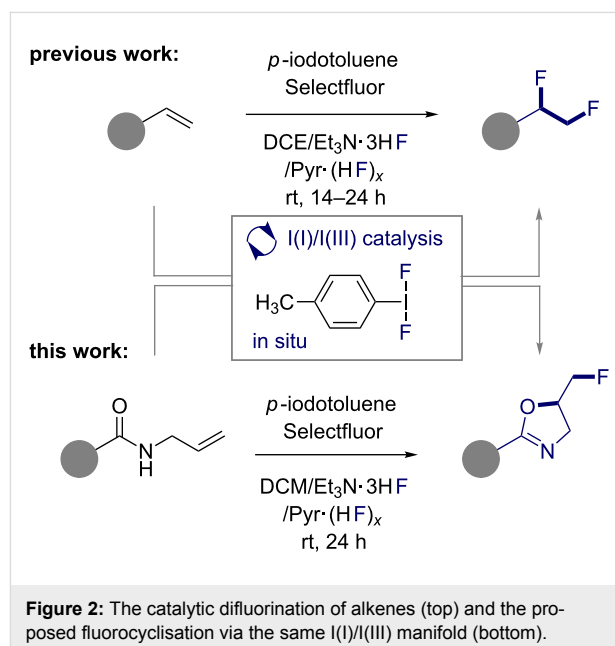 previous work:
p-iodotoluene
Selectfluor
DCE/Et₃N·3HF
/Pyr·(HF)ₓ
rt, 14–24 h
F
F
I(I)/I(III) catalysis
H₃C
I
F
F
in situ
this work:
O
N
H
p-iodotoluene
Selectfluor
DCM/Et₃N·3HF
/Pyr·(HF)ₓ
rt, 24 h
O
N
F
Figure 2: The catalytic difluorination of alkenes (top) and the pro-
posed fluorocyclisation via the same I(I)/I(III) manifold (bottom).